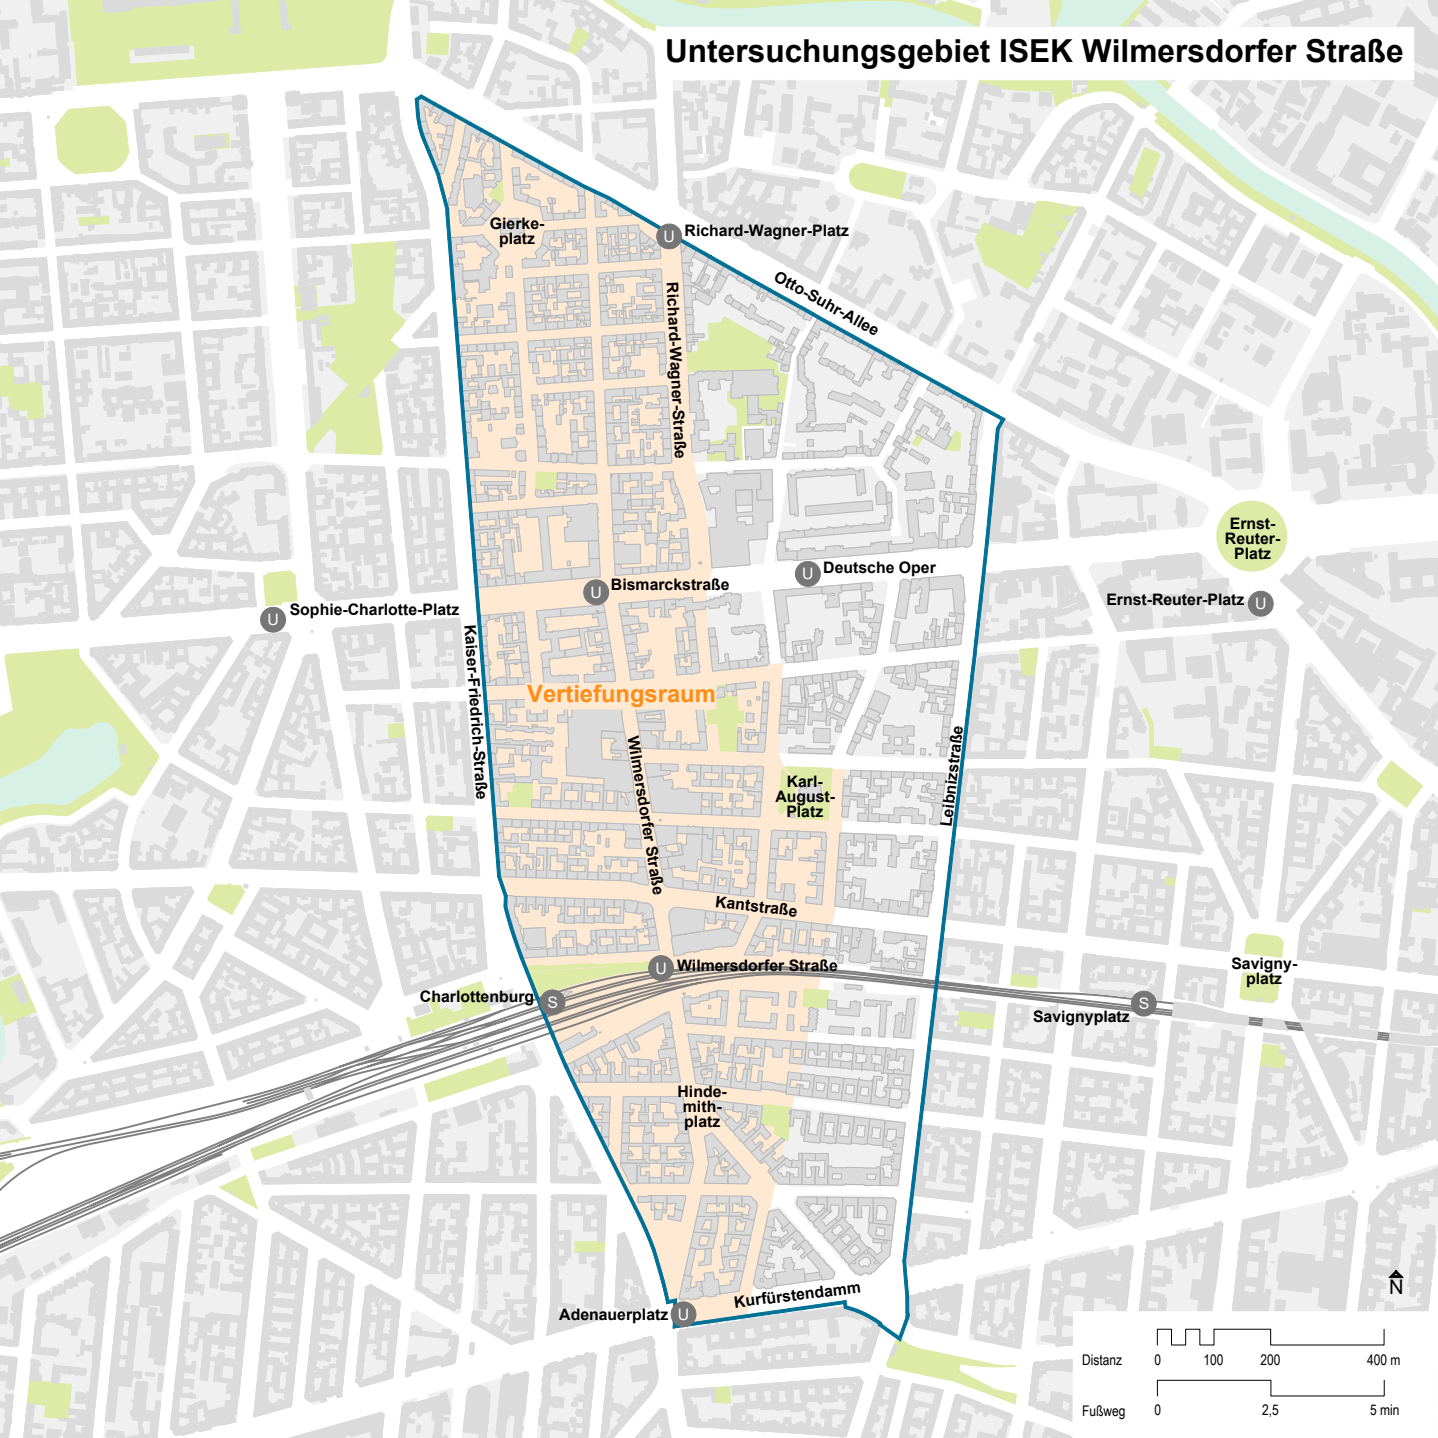 Untersuchungsgebiet ISEK Wilmersdorfer Straße
Gierke-
platz
U
Richard-Wagner-Platz
Otto-Suhr-Allee
Richard-Wagner-Straße
Ernst-
Reuter-
Platz
U
Deutsche Oper
U
Bismarckstraße
Ernst-Reuter-Platz
U
Sophie-Charlotte-Platz
U
Kaiser-Friedrich-Straße
Vertiefungsraum
Wilmersdorfer Straße
Leibnizstraße
Karl-
August-
Platz
Kantstraße
U
Wilmersdorfer Straße
Savigny-
platz
Charlottenburg
S
S
Savignyplatz
Hinde-
mith-
platz
Kurfürstendamm
Adenauerplatz
U
N
Distanz
0 100 200 400 m
Fußweg
0 2,5 5 min